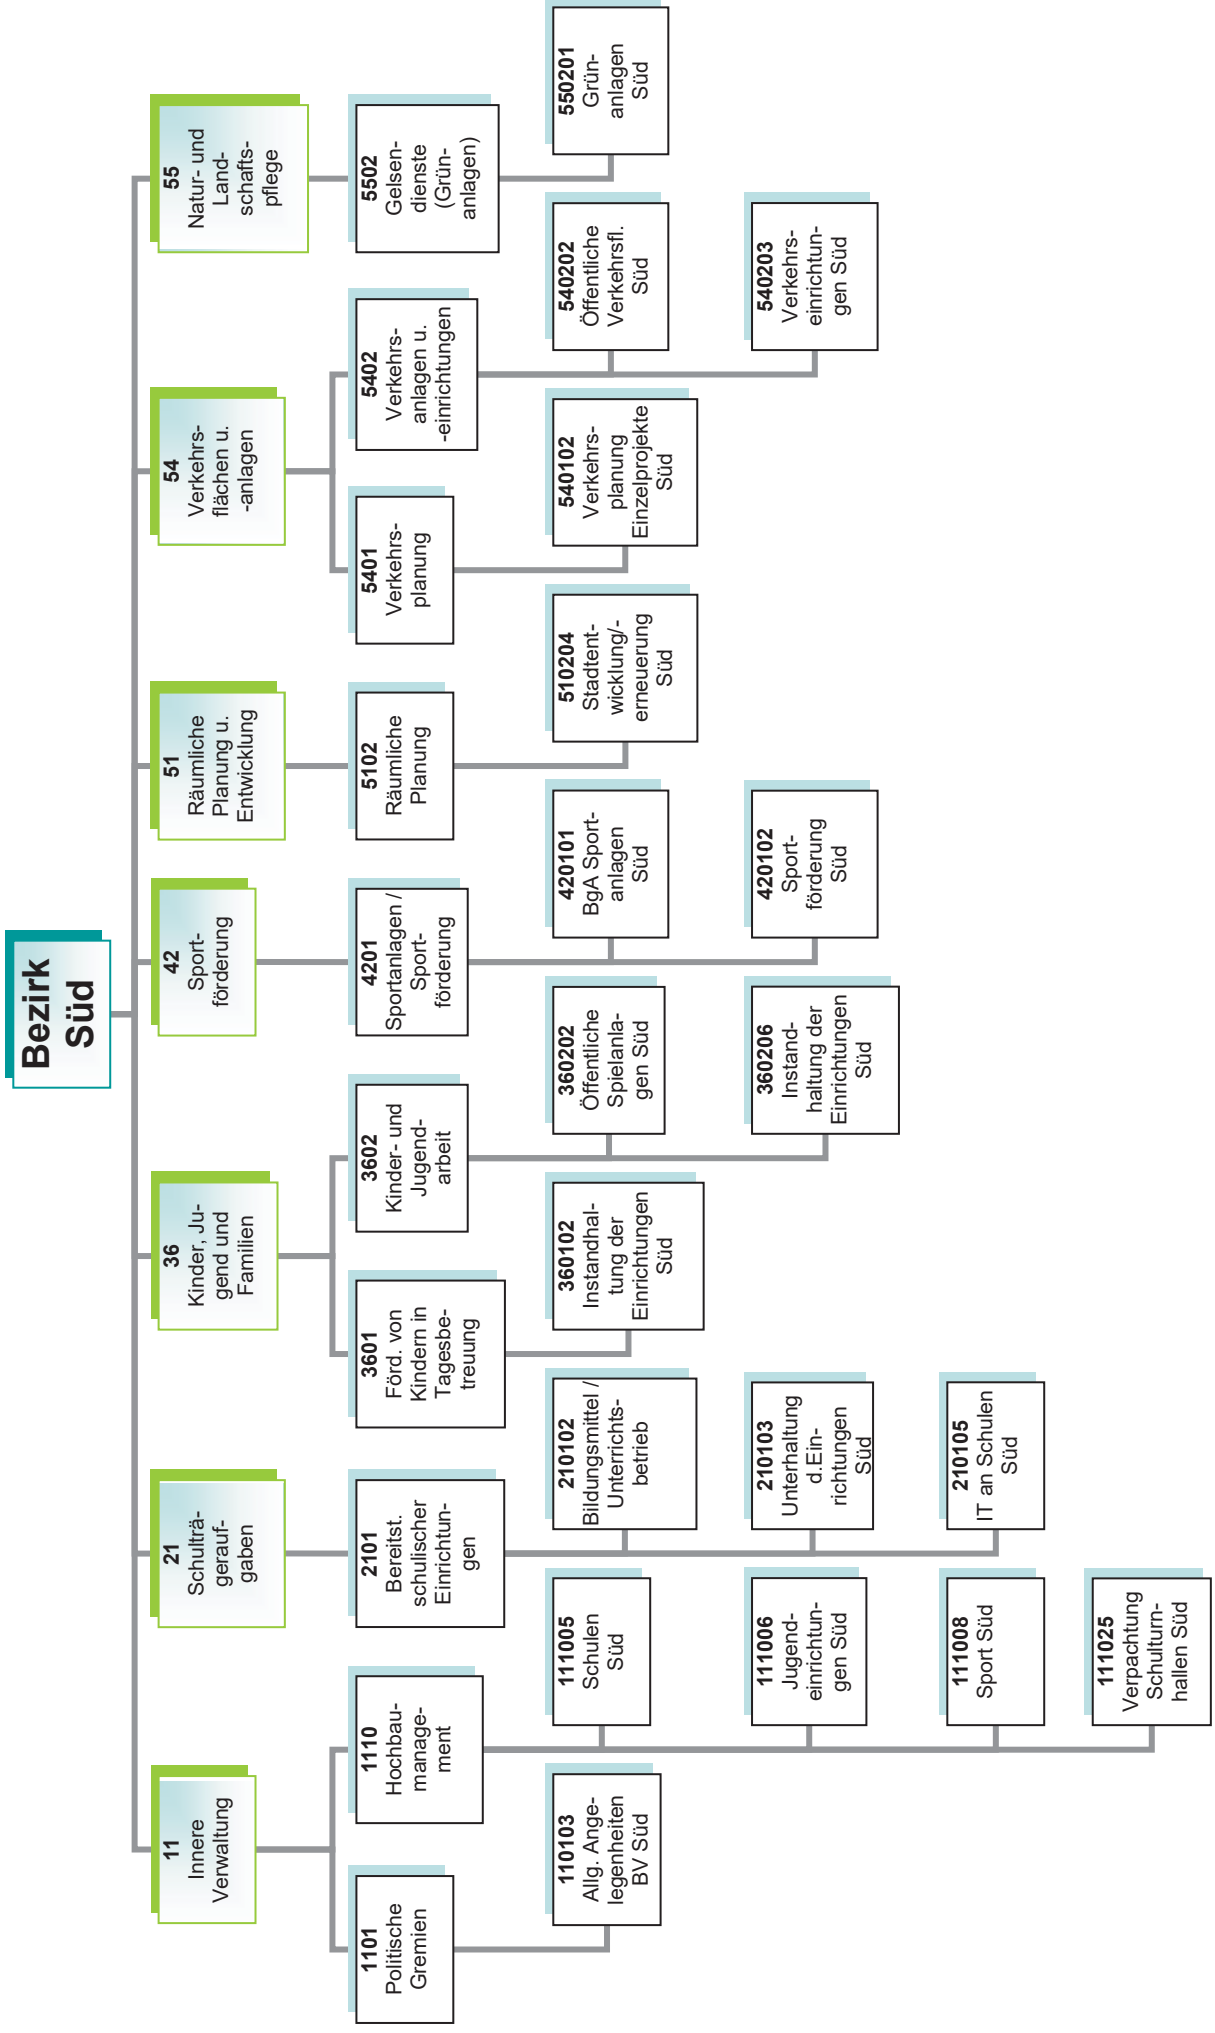 Bezirk
Süd
11
Innere
Verwaltung
21
Schulträ-
gerauf-
gaben
36
Kinder, Ju-
gend und
Familien
42
Sport-
förderung
51
Räumliche
Planung u.
Entwicklung
54
Verkehrs-
flächen u.
-anlagen
55
Natur- und
Land-
schafts-
pflege
1101
Politische
Gremien
1110
Hochbau-
manage-
ment
2101
Bereitst.
schulischer
Einrichtun-
gen
3601
Förd. von
Kindern in
Tagesbe-
treuung
3602
Kinder- und
Jugend-
arbeit
4201
Sportanlagen /
Sport-
förderung
5102
Räumliche
Planung
5401
Verkehrs-
planung
5402
Verkehrs-
anlagen u.
-einrichtungen
5502
Gelsen-
dienste
(Grün-
anlagen)
110103
Allg. Ange-
legenheiten
BV Süd
111005
Schulen
Süd
210102
Bildungsmittel /
Unterrichts-
betrieb
360102
Instandhal-
tung der
Einrichtungen
Süd
360202
Öffentliche
Spielanla-
gen Süd
420101
BgA Sport-
anlagen
Süd
510204
Stadtent-
wicklung/-
erneuerung
Süd
540102
Verkehrs-
planung
Einzelprojekte
Süd
540202
Öffentliche
Verkehrsfl.
Süd
550201
Grün-
anlagen
Süd
111006
Jugend-
einrichtun-
gen Süd
210103
Unterhaltung
d.Ein-
richtungen
Süd
360206
Instand-
haltung der
Einrichtungen
Süd
420102
Sport-
förderung
Süd
540203
Verkehrs-
einrichtun-
gen Süd
111008
Sport Süd
210105
IT an Schulen
Süd
111025
Verpachtung
Schulturn-
hallen Süd